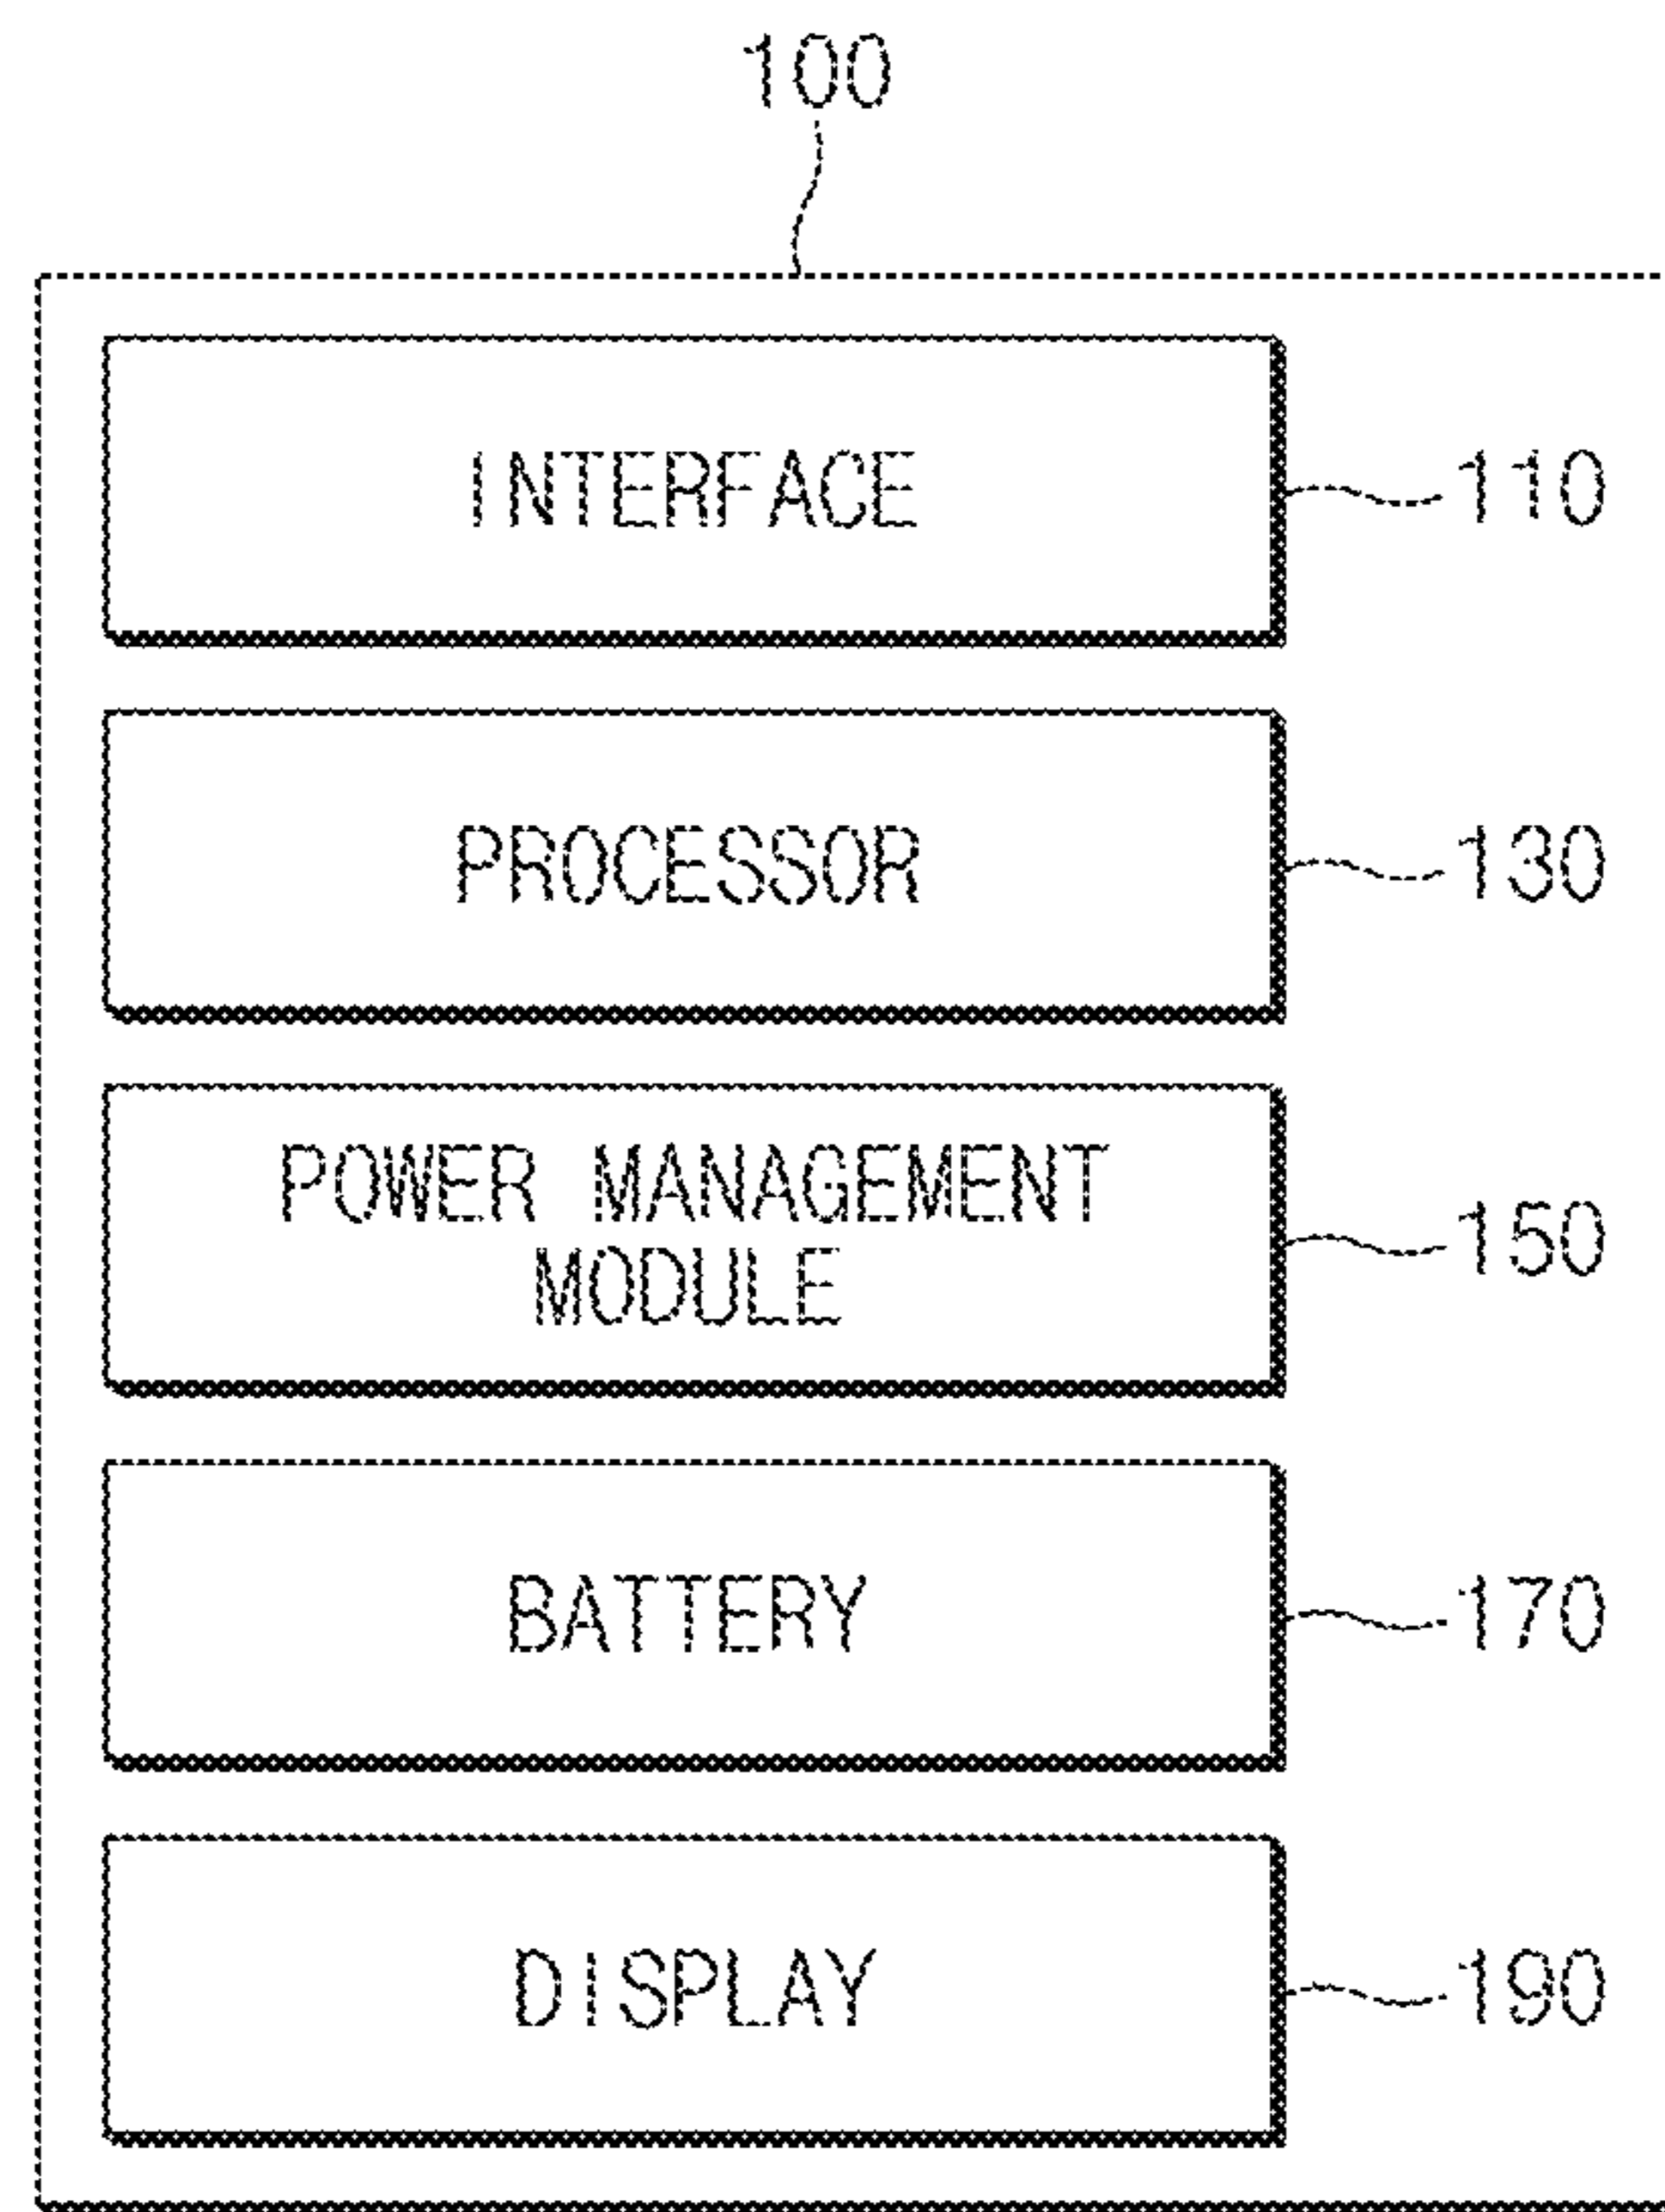 100
INTERFACE
110
PROCESSOR
130
POWER MANAGEMENT
MODULE
150
BATTERY
170
DISPLAY
190